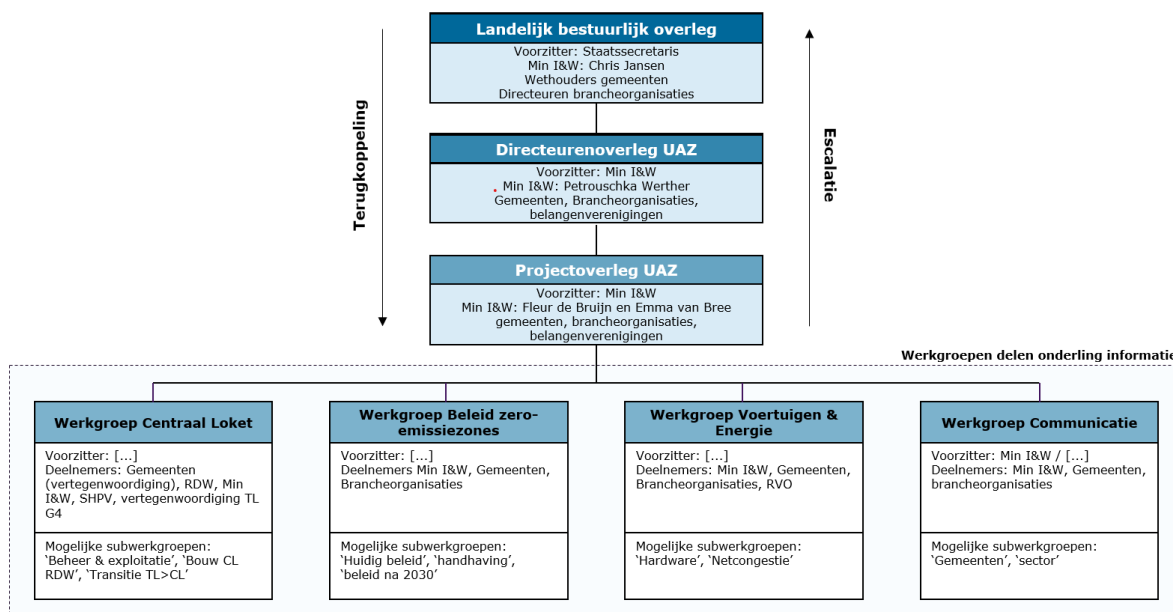 Landelijk bestuurlijk overleg
Voorzitter: Staatssecretaris
Min I&W: Chris Jansen
Wethouders gemeenten
Directeuren brancheorganisaties
Terugkoppeling
Escalatie
Directeurenoverleg UAZ
Voorzitter: Min I&W
Min I&W: Petrouschka Werther
Gemeenten, Brancheorganisaties,
belangenverenigingen
Projectoverleg UAZ
Voorzitter: Min I&W
Min I&W: Fleur de Bruijn en Emma van Bree
gemeenten, brancheorganisaties,
belangenverenigingen
Werkgroepen delen onderling informatie
Werkgroep Centraal Loket
Voorzitter: [...]
Deelnemers: Gemeenten
(vertegenwoordiging), RDW, Min
I&W, SHPV, vertegenwoordiging TL
G4
Mogelijke subwerkgroepen:
‘Beheer & exploitatie’, ‘Bouw CL
RDW’, ‘Transitie TL>CL’
Werkgroep Beleid zero-
emissiezones
Voorzitter: [...]
Deelnemers Min I&W, Gemeenten,
Brancheorganisaties
Mogelijke subwerkgroepen:
‘Huidig beleid’, ‘handhaving’,
‘beleid na 2030’
Werkgroep Voertuigen &
Energie
Voorzitter: [...]
Deelnemers: Min I&W, Gemeenten,
Brancheorganisaties, RVO
Mogelijke subwerkgroepen:
‘Hardware’, ‘Netcongestie’
Werkgroep Communicatie
Voorzitter: Min I&W / [...]
Deelnemers: Min I&W, Gemeenten,
brancheorganisaties
Mogelijke subwerkgroepen:
‘Gemeenten’, ‘sector’